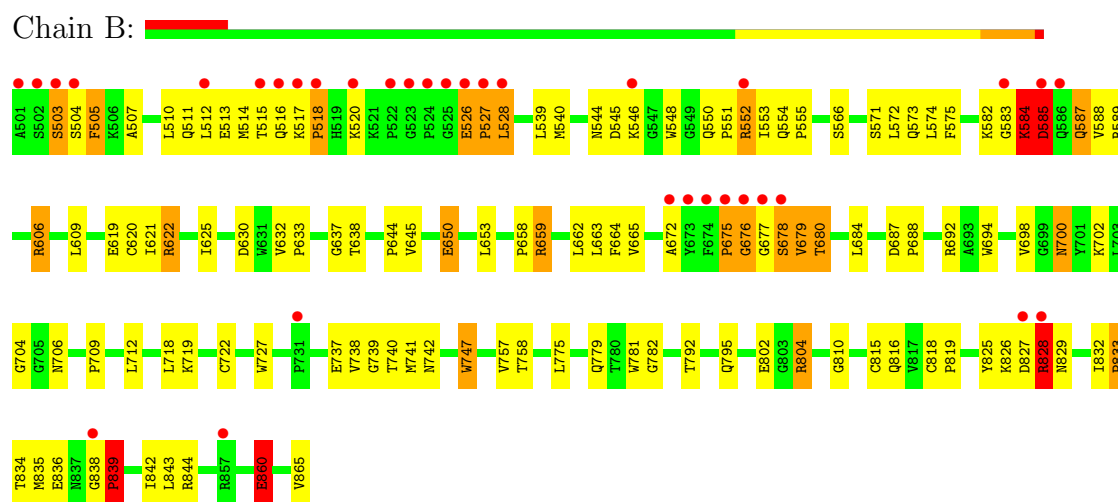 Chain B:
A501 S502 S503 S504 F505 K506 A507 L510 Q511 L512 E513 M514 T515 Q516 K517 P518 H519 K520 K521 P522 G523 P524 G525 E526 P527 L528 L539 M540 N544 D545 K546 G547 W548 G549 Q550 P551 R552 I553 Q554 P555 S566 S571 L572 Q573 L574 F575 K582 G583 K584 D585 Q586 Q587 V588
R606 L609 E619 C620 I621 R622 I625 D630 W631 V632 P633 G637 T638 P644 V645 E650 L653 P658 R659 L662 L663 F664 V665 A672 Y673 F674 P675 G676 G677 S678 V679 T680 L684 D687 P688 R692 A693 W694 V698 G699 N700 Y701 K702
G704 G705 N706 P709 L712 L718 K719 C722 W727 P731 E737 V738 G739 T740 M741 N742 W747 V757 T758 L775 Q779 T780 W781 G782 T792 Q795 E802 G803 R804 G810 C815 Q816 V817 C818 P819 Y825 K826 D827 R828 N829 I832
T834 M835 E836 N837 G838 P839 I842 L843 R844 R857 E860 V865